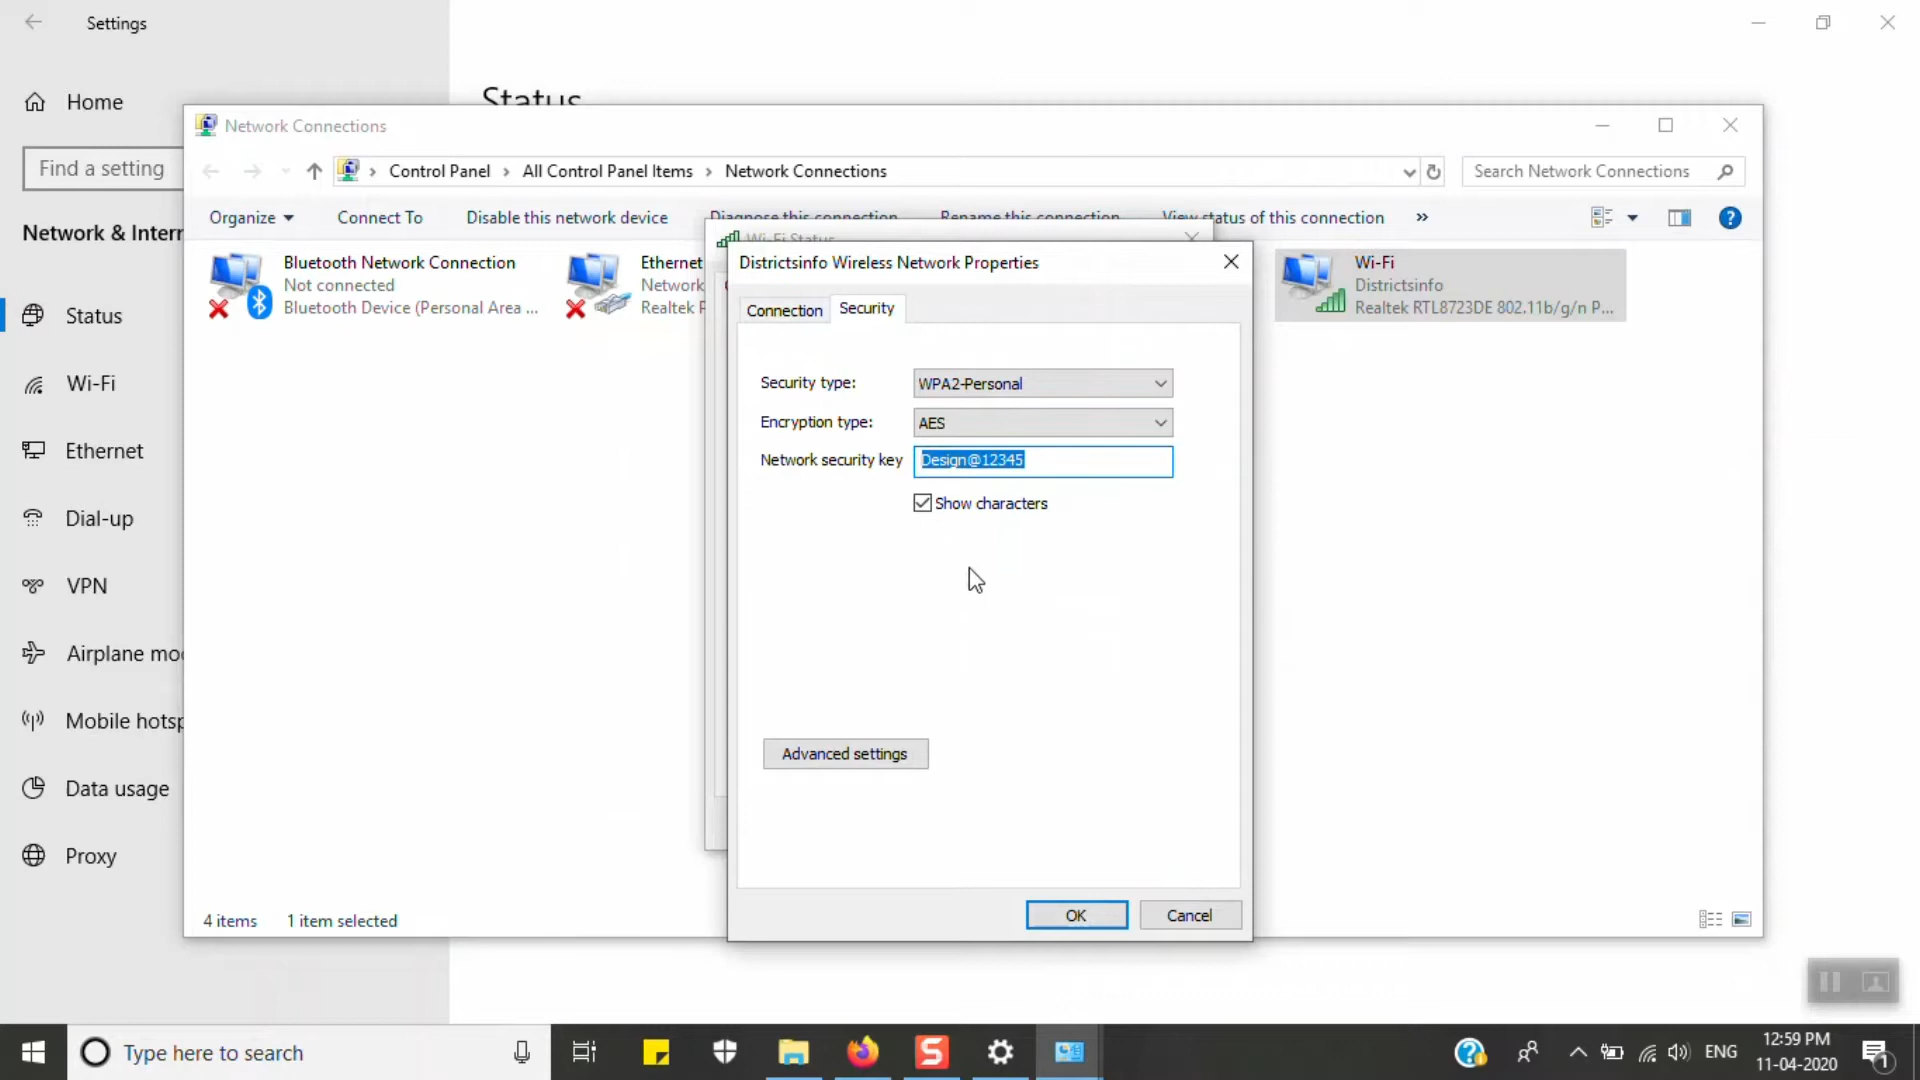 Settings
Home
Find a setting
Network & Intern
Status
Wi-Fi
Ethernet
Dial-up
VPN
Airplane mo
Mobile hotsp
Data usage
Proxy
Status
Network Connections
Control Panel > All Control Panel Items > Network Connections
Search Network Connections
Organize
Connect To
Disable this network device
Diagnose this connection
Rename this connection
View status of this connection
»
Bluetooth Network Connection
Not connected
Bluetooth Device (Personal Area ...
Ethernet
Network
Realtek P
Wi-Fi
Districtsinfo
Realtek RTL8723DE 802.11b/g/n P...
Wi-Fi Status
Districtsinfo Wireless Network Properties
Connection
Security
Security type:
WPA2-Personal
Encryption type:
AES
Network security key
Design@12345
Show characters
Advanced settings
OK
Cancel
4 items
1 item selected
Type here to search
S
ENG
12:59 PM
11-04-2020
1